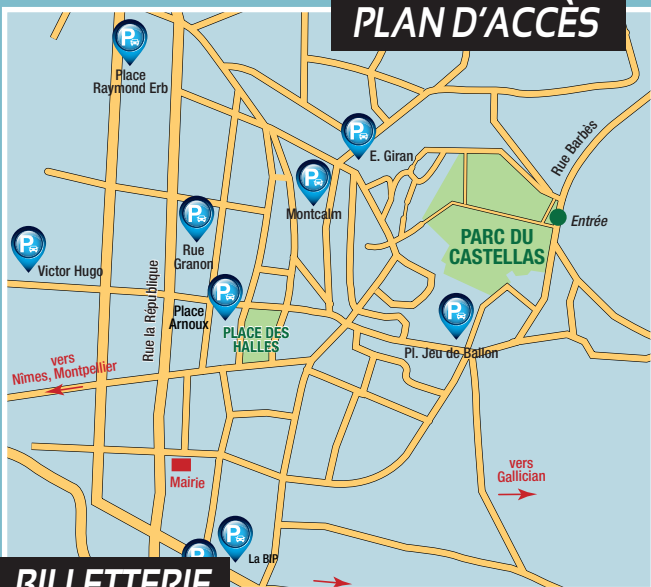 PLAN D'ACCÈS
P
Place
Raymond Erb
P
E. Giran
Rue Barbès
P
Montcalm
P
Rue
Granon
Entrée
PARC DU
CASTELLAS
P
Victor Hugo
Rue la République
P
Place
Arnoux
PLACE DES
HALLES
P
Pl. Jeu de Ballon
vers
Nîmes, Montpellier
Mairie
vers
Gallician
P
La BIP
P
BILLETTERIE